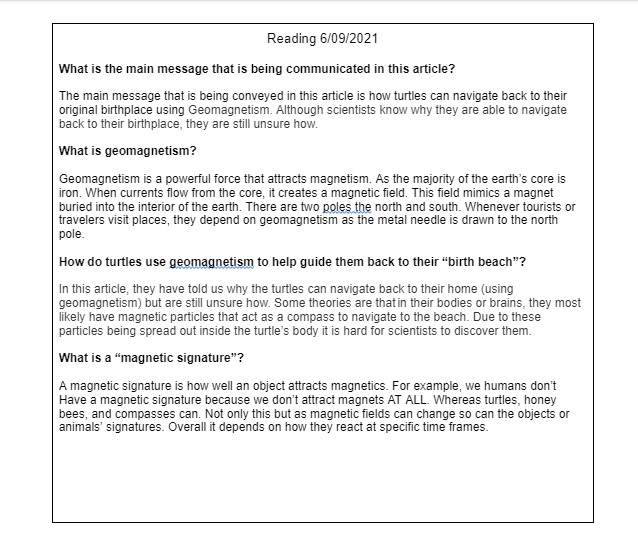 Reading 6/09/2021
What is the main message that is being communicated in this article?
The main message that is being conveyed in this article is how turtles can navigate back to their
original birthplace using Geomagnetism. Although scientists know why they are able to navigate
back to their birthplace, they are still unsure how.
What is geomagnetism?
Geomagnetism is a powerful force that attracts magnetism. As the majority of the earth's core is
iron. When currents flow from the core, it creates a magnetic field. This field mimics a magnet
buried into the interior of the earth. There are two poles the north and south. Whenever tourists or
travelers visit places, they depend on geomagnetism as the metal needle is drawn to the north
pole.
How do turtles use geomagnetism to help guide them back to their “birth beach”?
In this article, they have told us why the turtles can navigate back to their home (using
geomagnetism) but are still unsure how. Some theories are that in their bodies or brains, they most
likely have magnetic particles that act as a compass to navigate to the beach. Due to these
particles being spread out inside the turtle's body it is hard for scientists to discover them.
What is a “magnetic signature”?
A magnetic signature is how well an object attracts magnetics. For example, we humans don't
Have a magnetic signature because we don't attract magnets AT ALL. Whereas turtles, honey
bees, and compasses can. Not only this but as magnetic fields can change so can the objects or
animals' signatures. Overall it depends on how they react at specific time frames.